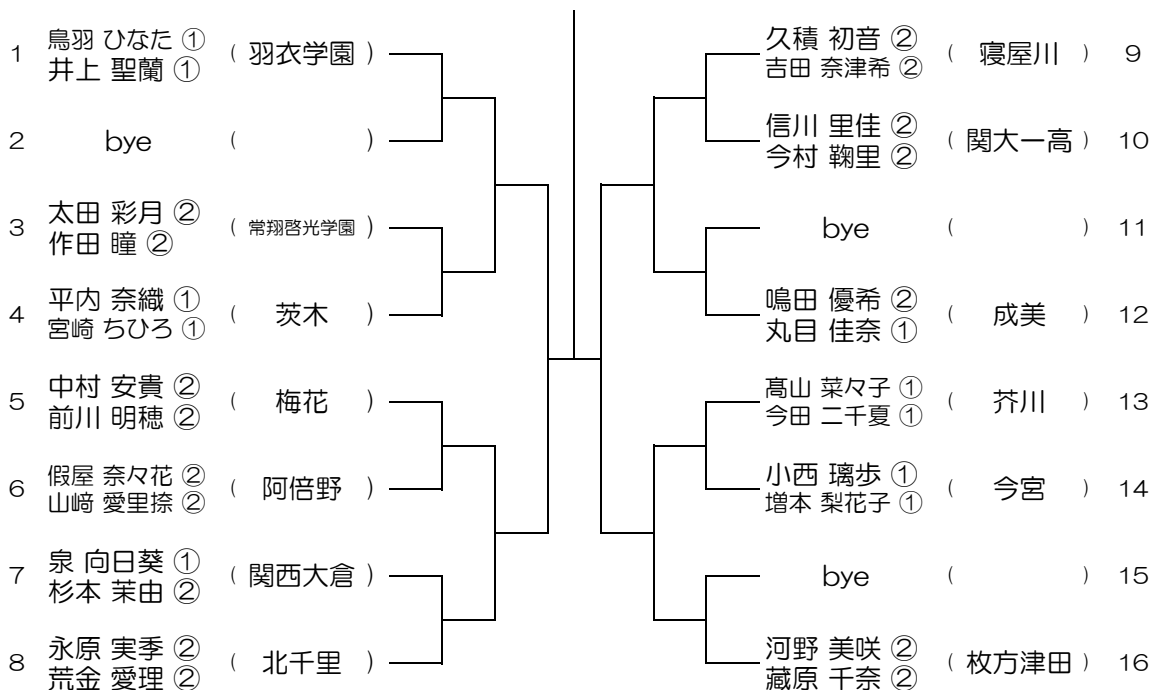 1 鳥羽 ひなた ① ( 羽衣学園 )
井上 聖蘭 ①
2 bye ( )
3 太田 彩月 ② ( 常翔啓光学園 )
作田 瞳 ②
4 平内 奈織 ① ( 茨木 )
宮崎 ちひろ ①
5 中村 安貴 ② ( 梅花 )
前川 明穂 ②
6 假屋 奈々花 ② ( 阿倍野 )
山﨑 愛里捺 ②
7 泉 向日葵 ① ( 関西大倉 )
杉本 茉由 ②
8 永原 実季 ② ( 北千里 )
荒金 愛理 ②
久積 初音 ② ( 寝屋川 ) 9
吉田 奈津希 ②
信川 里佳 ② ( 関大一高 ) 10
今村 鞠里 ②
bye ( ) 11
鳴田 優希 ② ( 成美 ) 12
丸目 佳奈 ①
髙山 菜々子 ① ( 芥川 ) 13
今田 二千夏 ①
小西 璃歩 ① ( 今宮 ) 14
増本 梨花子 ①
bye ( ) 15
河野 美咲 ② ( 枚方津田 ) 16
藏原 千奈 ②